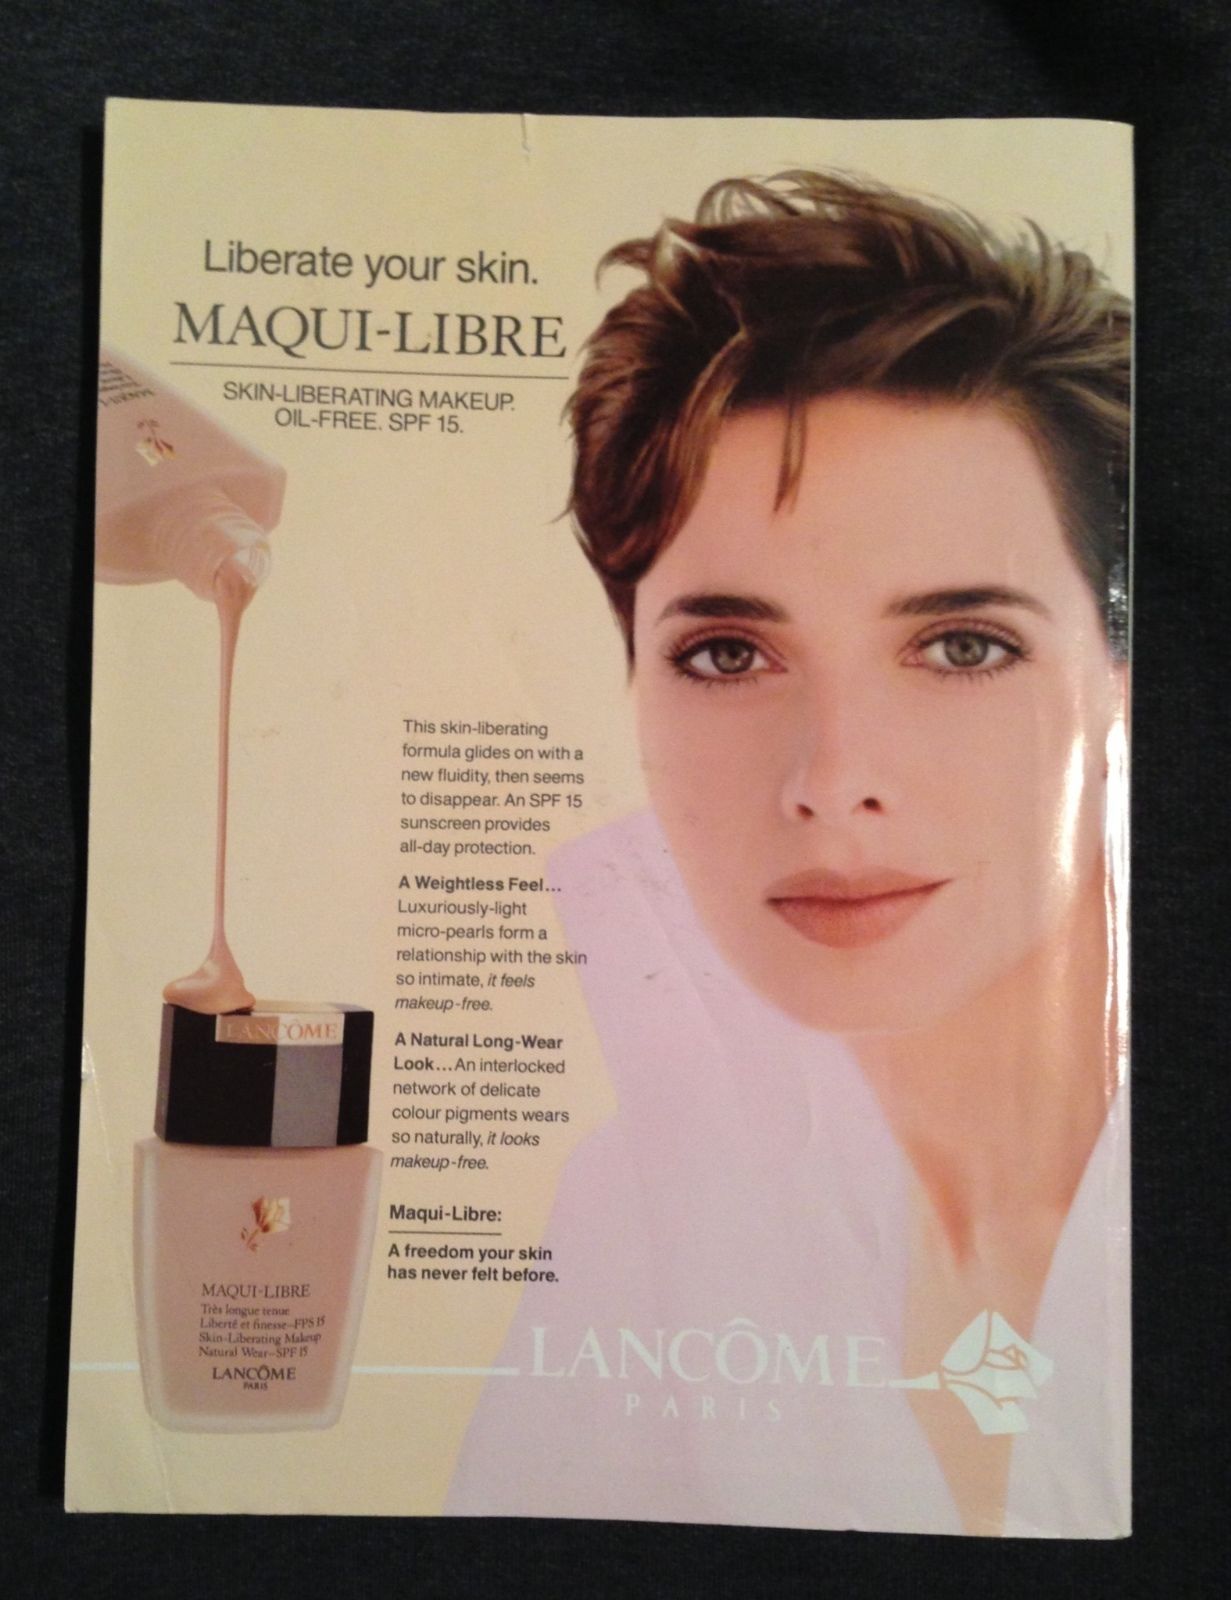 Liberate your skin.
MAQUI-LIBRE
SKIN-LIBERATING MAKEUP.
OIL-FREE. SPF 15.
This skin-liberating
formula glides on with a
new fluidity, then seems
to disappear. An SPF 15
sunscreen provides
all-day protection.
A Weightless Feel...
Luxuriously-light
micro-pearls form a
relationship with the skin
so intimate, it feels
makeup-free.
A Natural Long-Wear
Look...An interlocked
network of delicate
colour pigments wears
so naturally, it looks
makeup-free.
Maqui-Libre:
A freedom your skin
has never felt before.
LANCÔME
MAQUI-LIBRE
Très longue tenue
Liberté et finesse–FPS 15
Skin-Liberating Makeup
Natural Wear–SPF 15
LANCÔME
PARIS
LANCÔME
PARIS